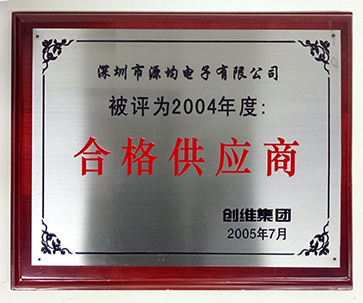 深圳市源均电子有限公司
被评为2004年度:
合格供应商
创维集团
2005年7月